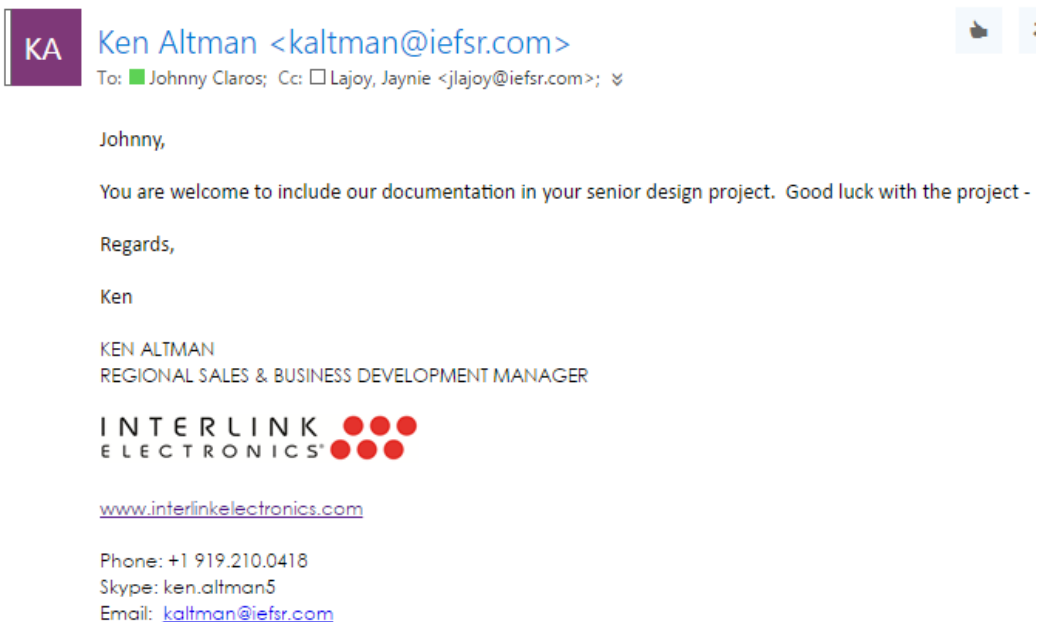 KA
Ken Altman <kaltman@iefsr.com>
To: Johnny Claros; Cc: Lajoy, Jaynie <jlajoy@iefsr.com>;
Johnny,
You are welcome to include our documentation in your senior design project.  Good luck with the project -
Regards,
Ken
KEN ALTMAN
REGIONAL SALES & BUSINESS DEVELOPMENT MANAGER
INTERLINK
ELECTRONICS®
www.interlinkelectronics.com
Phone: +1 919.210.0418
Skype: ken.altman5
Email:  kaltman@iefsr.com